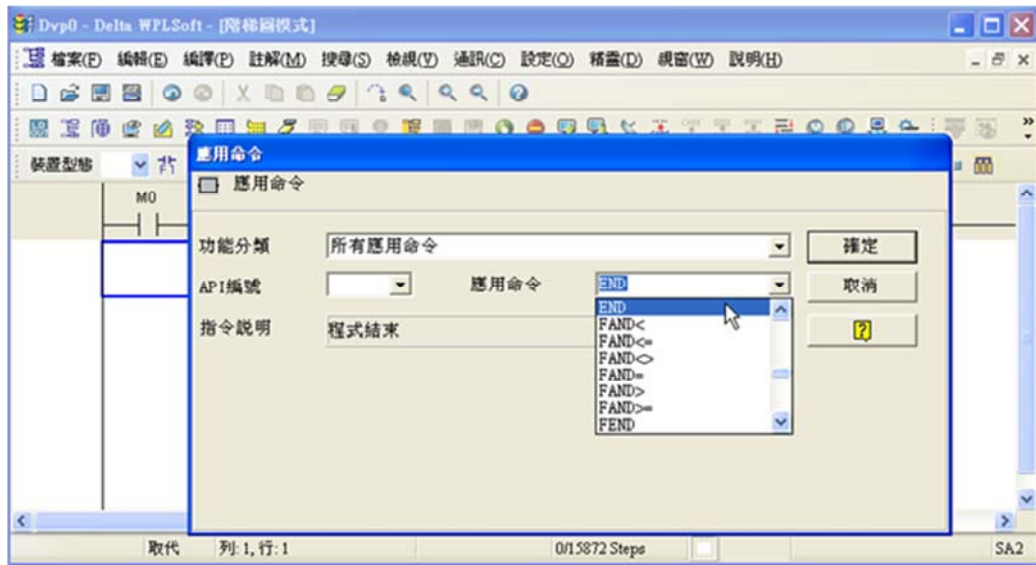 Dvp0 - Delta WPLSoft - [階梯圖模式]
檔案(F) 編輯(E) 編譯(P) 註解(M) 搜尋(S) 檢視(V) 通訊(C) 設定(O) 精靈(D) 視窗(W) 說明(H)
裝置型態
M0
應用命令
應用命令
功能分類 所有應用命令 確定
API編號 應用命令 END 取消
END
FAND<
FAND<=
FAND<>
FAND=
FAND>
FAND>=
FEND
指令說明 程式結束
取代 列: 1, 行: 1 0/15872 Steps SA2